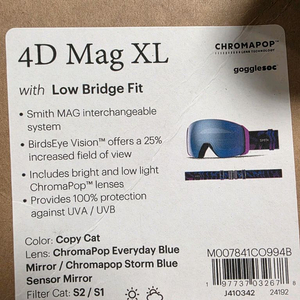 4D Mag XL
with Low Bridge Fit
CHROMAPOP™
gogglesoc™
• Smith MAG interchangeable
system
• BirdsEye Vision™ offers a 25%
increased field of view
• Includes bright and low light
ChromaPop™ lenses
• Provides 100% protection
against UVA / UVB
Color: Copy Cat
Lens: ChromaPop Everyday Blue
Mirror / Chromapop Storm Blue
Sensor Mirror
Filter Cat: S2 / S1
M007841CO994B
J410342
24192